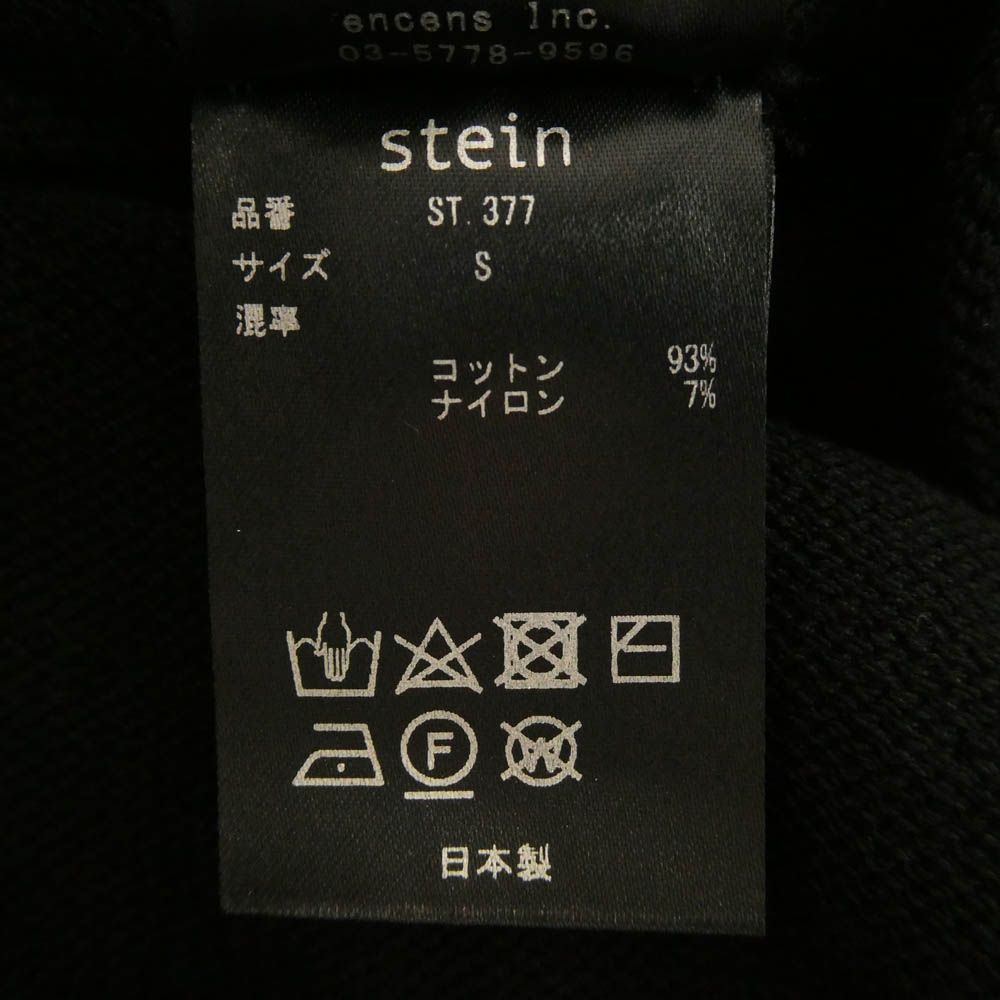 encens Inc.
03-5778-9596
stein
品番 ST.377
サイズ S
混率
コットン 93%
ナイロン 7%
F W
日本製